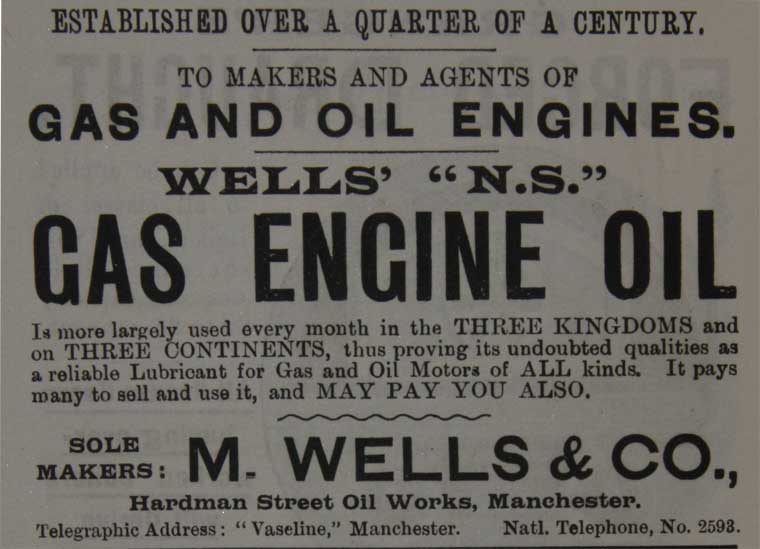 ESTABLISHED OVER A QUARTER OF A CENTURY.
TO MAKERS AND AGENTS OF
GAS AND OIL ENGINES.
WELLS' "N.S."
GAS ENGINE OIL
Is more largely used every month in the THREE KINGDOMS and
on THREE CONTINENTS, thus proving its undoubted qualities as
a reliable Lubricant for Gas and Oil Motors of ALL kinds. It pays
many to sell and use it, and MAY PAY YOU ALSO.
SOLE
MAKERS: M. WELLS & CO.,
Hardman Street Oil Works, Manchester.
Telegraphic Address: "Vaseline," Manchester. Natl. Telephone, No. 2593.